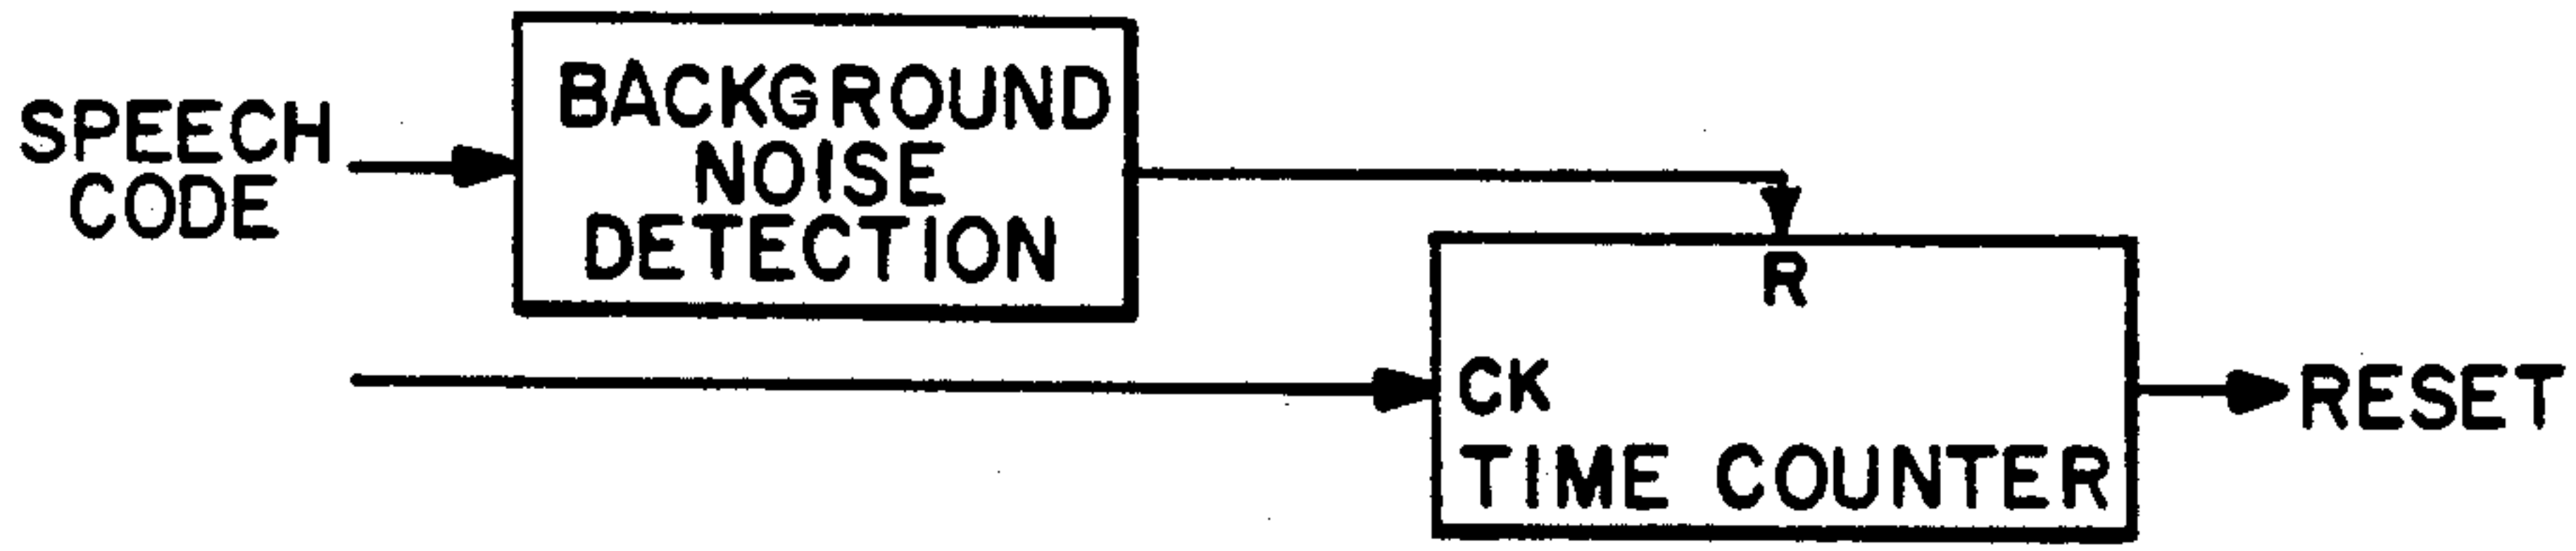 SPEECH
CODE
BACKGROUND
NOISE
DETECTION
R
CK
TIME COUNTER
RESET